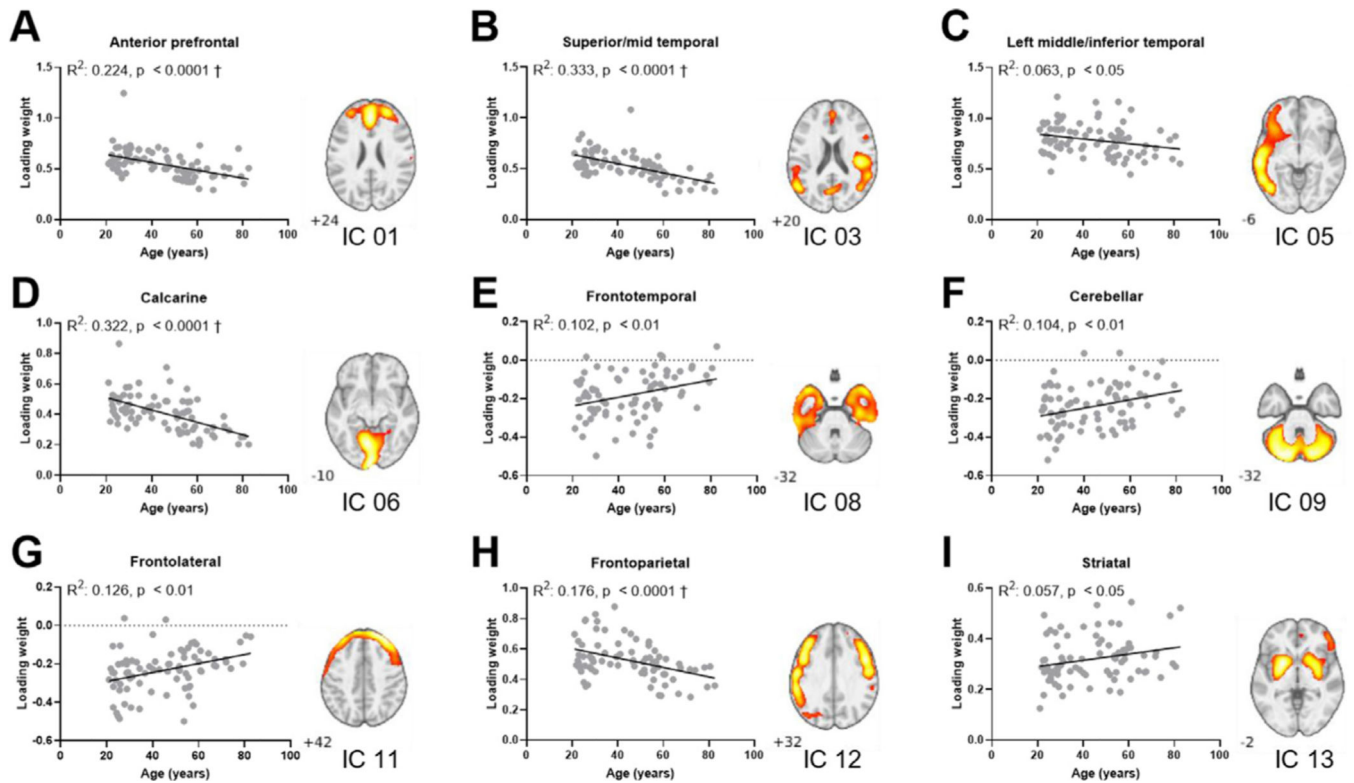 A
Anterior prefrontal
R²: 0.224, p < 0.0001 †
1.5
1.0
0.5
0.0
Loading weight
0 20 40 60 80 100
Age (years)
+24
IC 01
B
Superior/mid temporal
R²: 0.333, p < 0.0001 †
1.5
1.0
0.5
0.0
Loading weight
0 20 40 60 80 100
Age (years)
+20
IC 03
C
Left middle/inferior temporal
R²: 0.063, p < 0.05
1.5
1.0
0.5
0.0
Loading weight
0 20 40 60 80 100
Age (years)
-6
IC 05
D
Calcarine
R²: 0.322, p < 0.0001 †
1.0
0.8
0.6
0.4
0.2
0.0
Loading weight
0 20 40 60 80 100
Age (years)
-10
IC 06
E
Frontotemporal
R²: 0.102, p < 0.01
0.2
0.0
-0.2
-0.4
-0.6
Loading weight
0 20 40 60 80 100
Age (years)
-32
IC 08
F
Cerebellar
R²: 0.104, p < 0.01
0.2
0.0
-0.2
-0.4
-0.6
Loading weight
0 20 40 60 80 100
Age (years)
-32
IC 09
G
Frontolateral
R²: 0.126, p < 0.01
0.2
0.0
-0.2
-0.4
-0.6
Loading weight
0 20 40 60 80 100
Age (years)
+42
IC 11
H
Frontoparietal
R²: 0.176, p < 0.0001 †
1.0
0.8
0.6
0.4
0.2
0.0
Loading weight
0 20 40 60 80 100
Age (years)
+32
IC 12
I
Striatal
R²: 0.057, p < 0.05
0.6
0.4
0.2
0.0
Loading weight
0 20 40 60 80 100
Age (years)
-2
IC 13